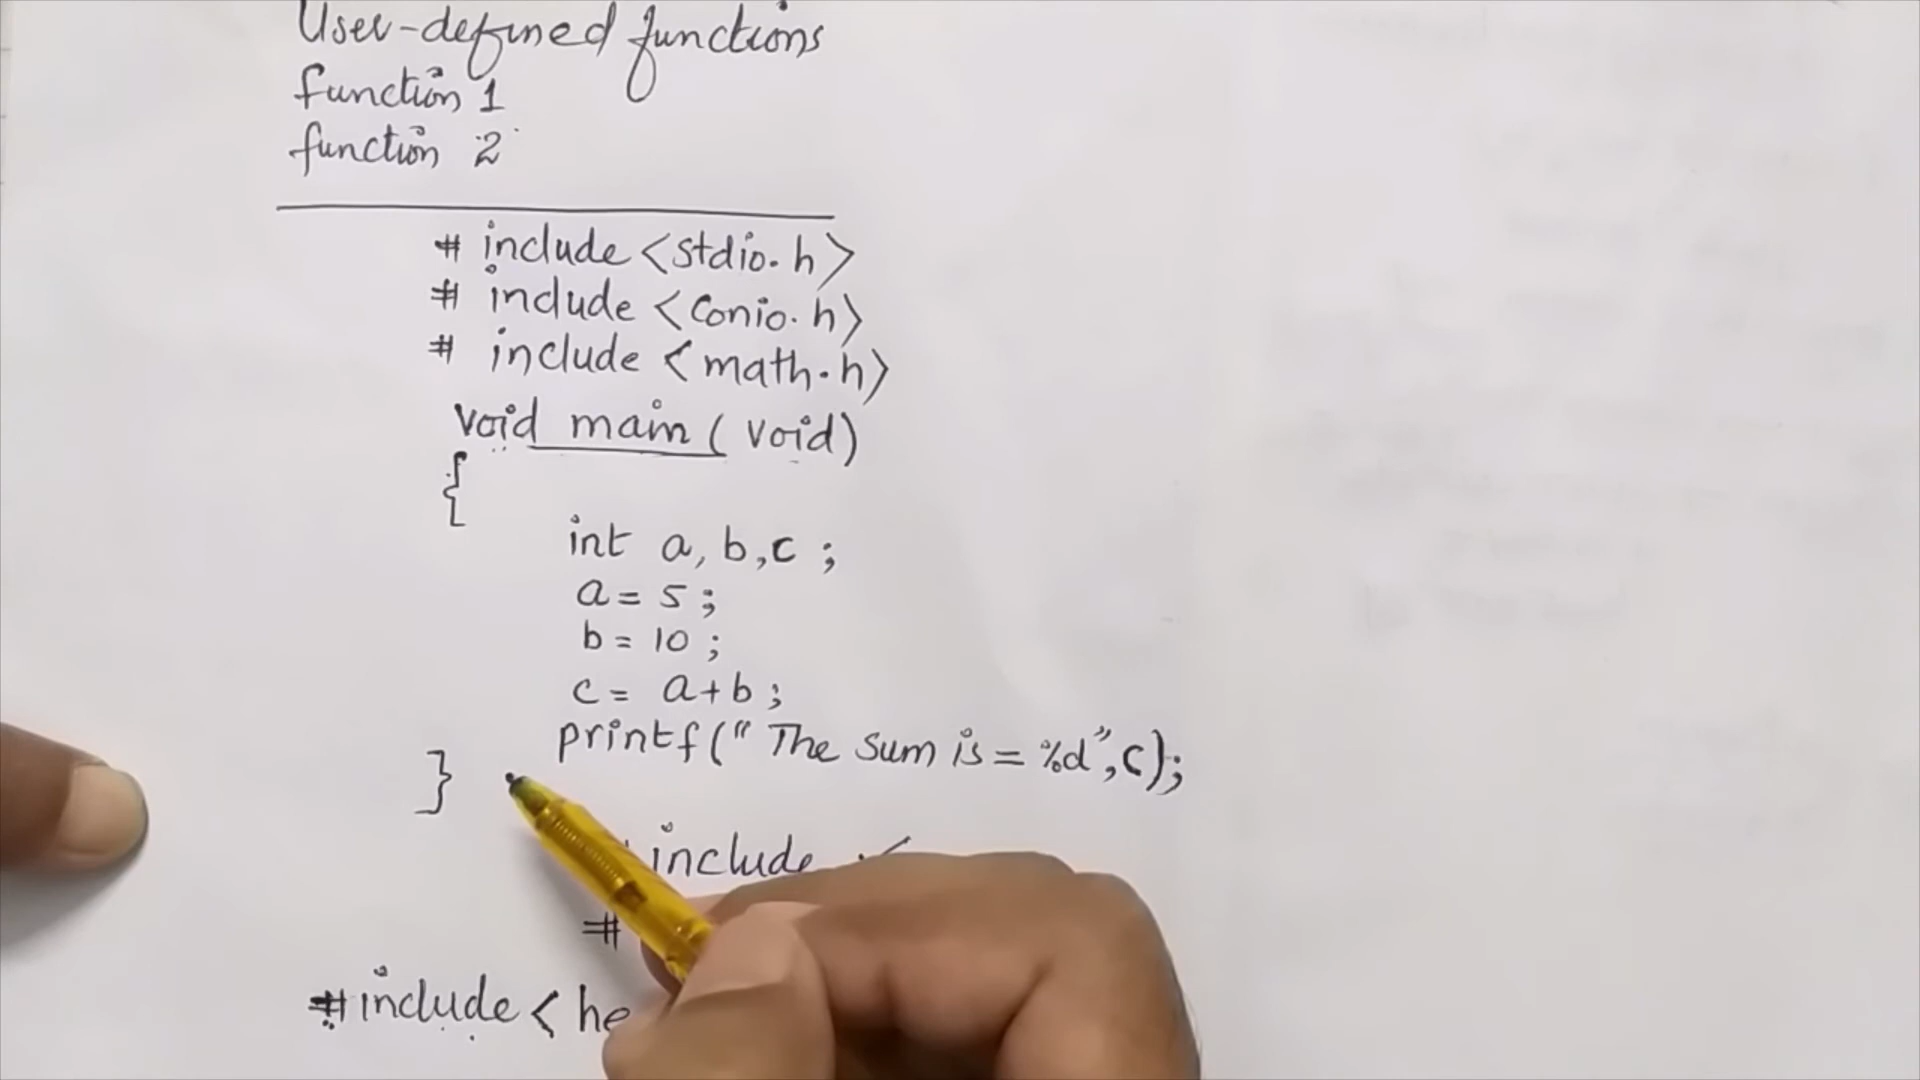 User-defined functions
function 1
function 2
# include <stdio.h>
# include <conio.h>
# include <math.h>
void main ( void)
{
int a, b, c ;
a = 5 ;
b = 10 ;
c = a+b ;
printf ( " The sum is = %d", c);
}
include <
#
#include <